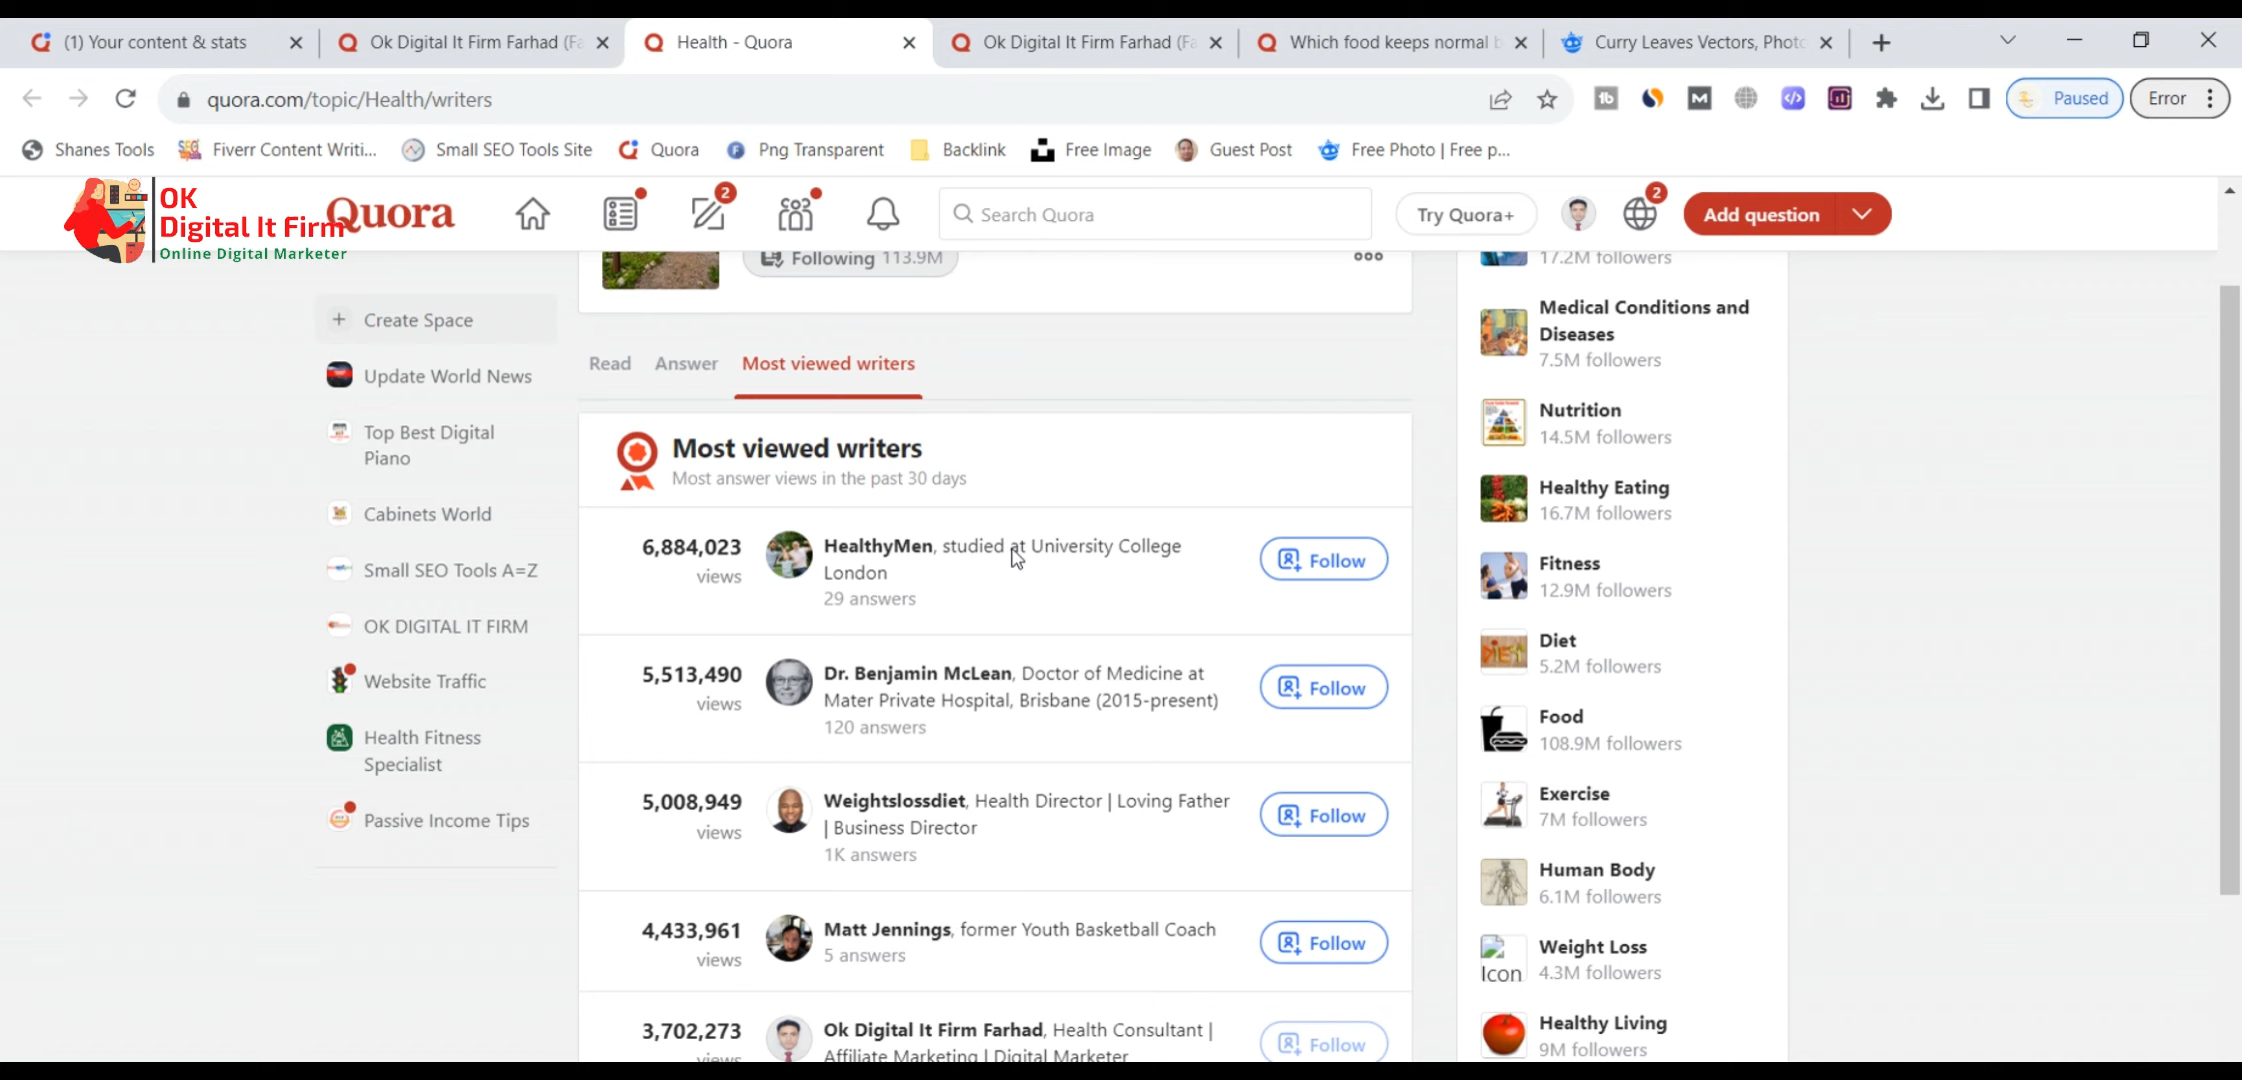 (1) Your content & stats
Ok Digital It Firm Farhad (Fa
Health - Quora
Ok Digital It Firm Farhad (Fa
Which food keeps normal b
Curry Leaves Vectors, Photo
quora.com/topic/Health/writers
Paused
Error
Shanes Tools
Fiverr Content Writi...
Small SEO Tools Site
Quora
Png Transparent
Backlink
Free Image
Guest Post
Free Photo | Free p...
OK
Digital It Firm
Online Digital Marketer
Quora
2
Search Quora
Try Quora+
2
Add question
Following 113.9M
Create Space
Update World News
Top Best Digital
Piano
Cabinets World
Small SEO Tools A=Z
OK DIGITAL IT FIRM
Website Traffic
Health Fitness
Specialist
Passive Income Tips
Read
Answer
Most viewed writers
Most viewed writers
Most answer views in the past 30 days
6,884,023
views
HealthyMen, studied at University College
London
29 answers
Follow
5,513,490
views
Dr. Benjamin McLean, Doctor of Medicine at
Mater Private Hospital, Brisbane (2015-present)
120 answers
Follow
5,008,949
views
Weightslossdiet, Health Director | Loving Father
| Business Director
1K answers
Follow
4,433,961
views
Matt Jennings, former Youth Basketball Coach
5 answers
Follow
3,702,273
views
Ok Digital It Firm Farhad, Health Consultant |
Affiliate Marketing | Digital Marketer
Follow
17.2M followers
Medical Conditions and
Diseases
7.5M followers
Nutrition
14.5M followers
Healthy Eating
16.7M followers
Fitness
12.9M followers
Diet
5.2M followers
Food
108.9M followers
Exercise
7M followers
Human Body
6.1M followers
Icon
Weight Loss
4.3M followers
Healthy Living
9M followers